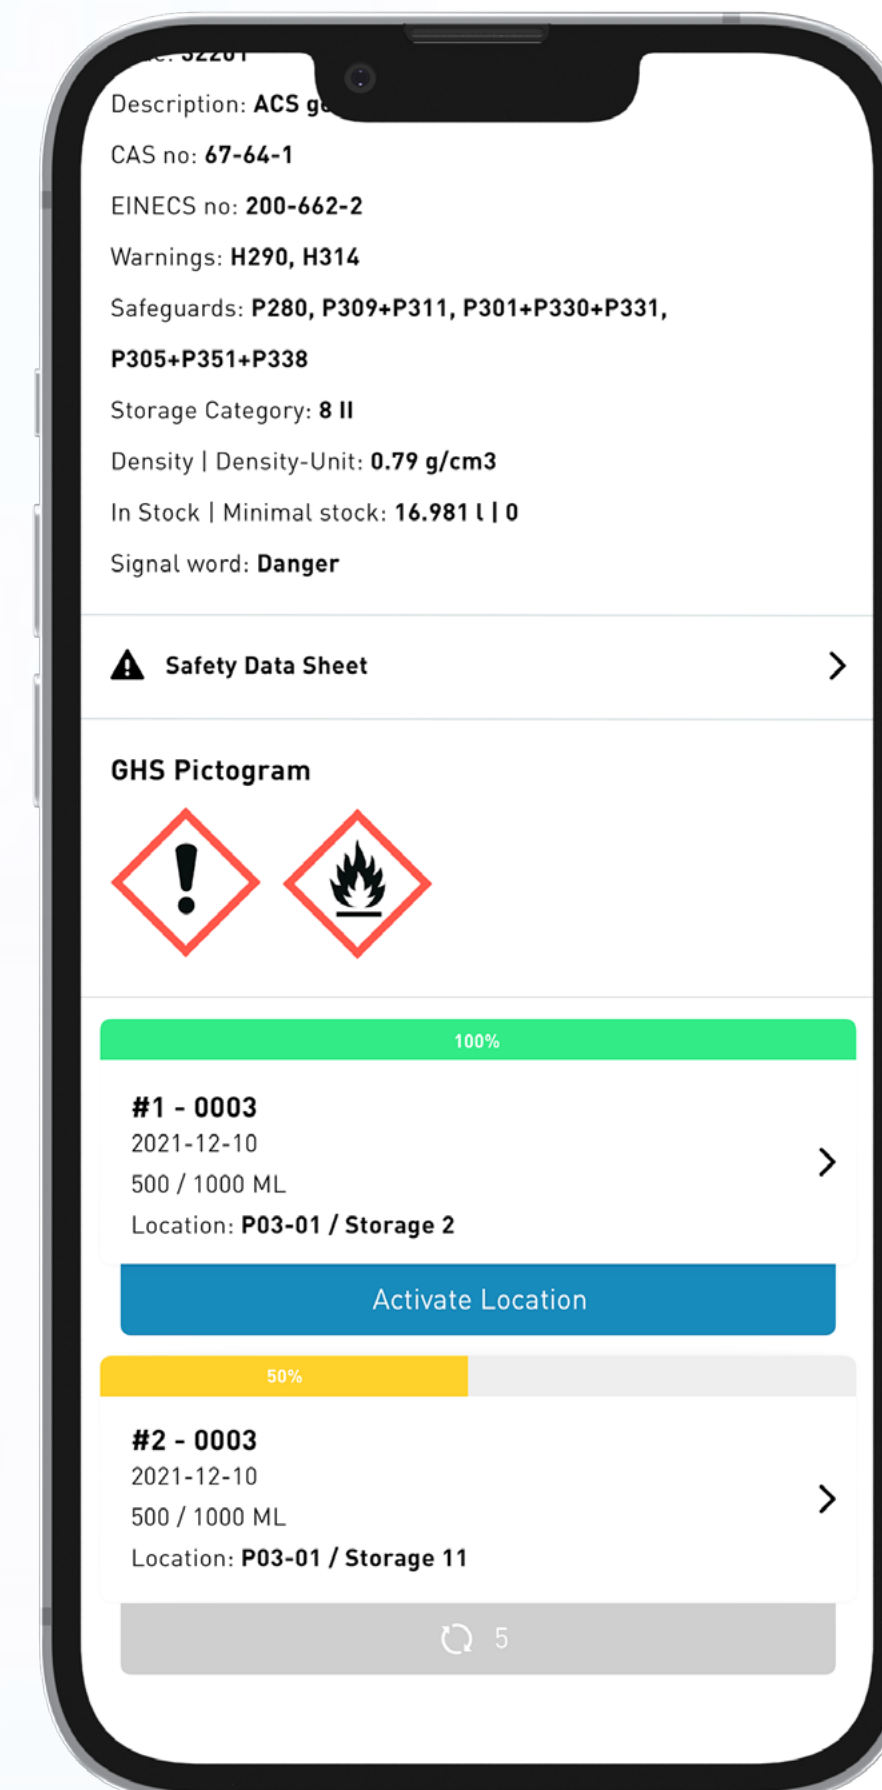 32201
Description: ACS
CAS no: 67-64-1
EINECS no: 200-662-2
Warnings: H290, H314
Safeguards: P280, P309+P311, P301+P330+P331,
P305+P351+P338
Storage Category: 8 II
Density | Density-Unit: 0.79 g/cm3
In Stock | Minimal stock: 16.981 l | 0
Signal word: Danger
Safety Data Sheet
GHS Pictogram
100%
#1 - 0003
2021-12-10
500 / 1000 ML
Location: P03-01 / Storage 2
Activate Location
50%
#2 - 0003
2021-12-10
500 / 1000 ML
Location: P03-01 / Storage 11
5